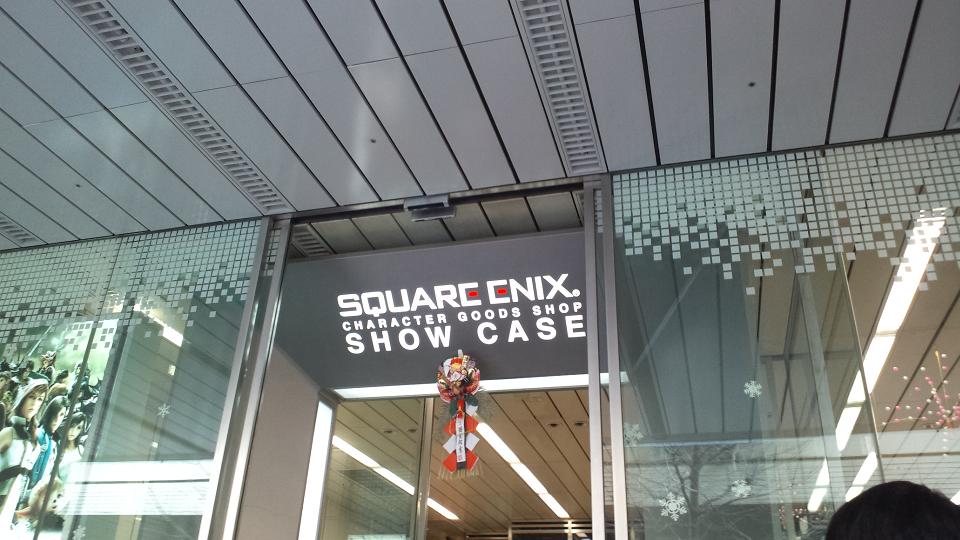 SQUARE ENIX.
CHARACTER GOODS SHOP
SHOW CASE